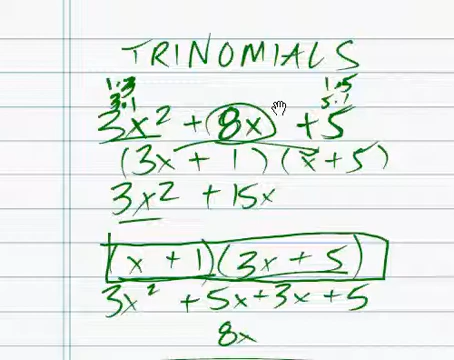 TRINOMIALS
1·3 1·5
3·1 5·1
3x² + 8x + 5
(3x + 1)(x + 5)
3x² + 15x
(x + 1)(3x + 5)
3x² + 5x + 3x + 5
8x